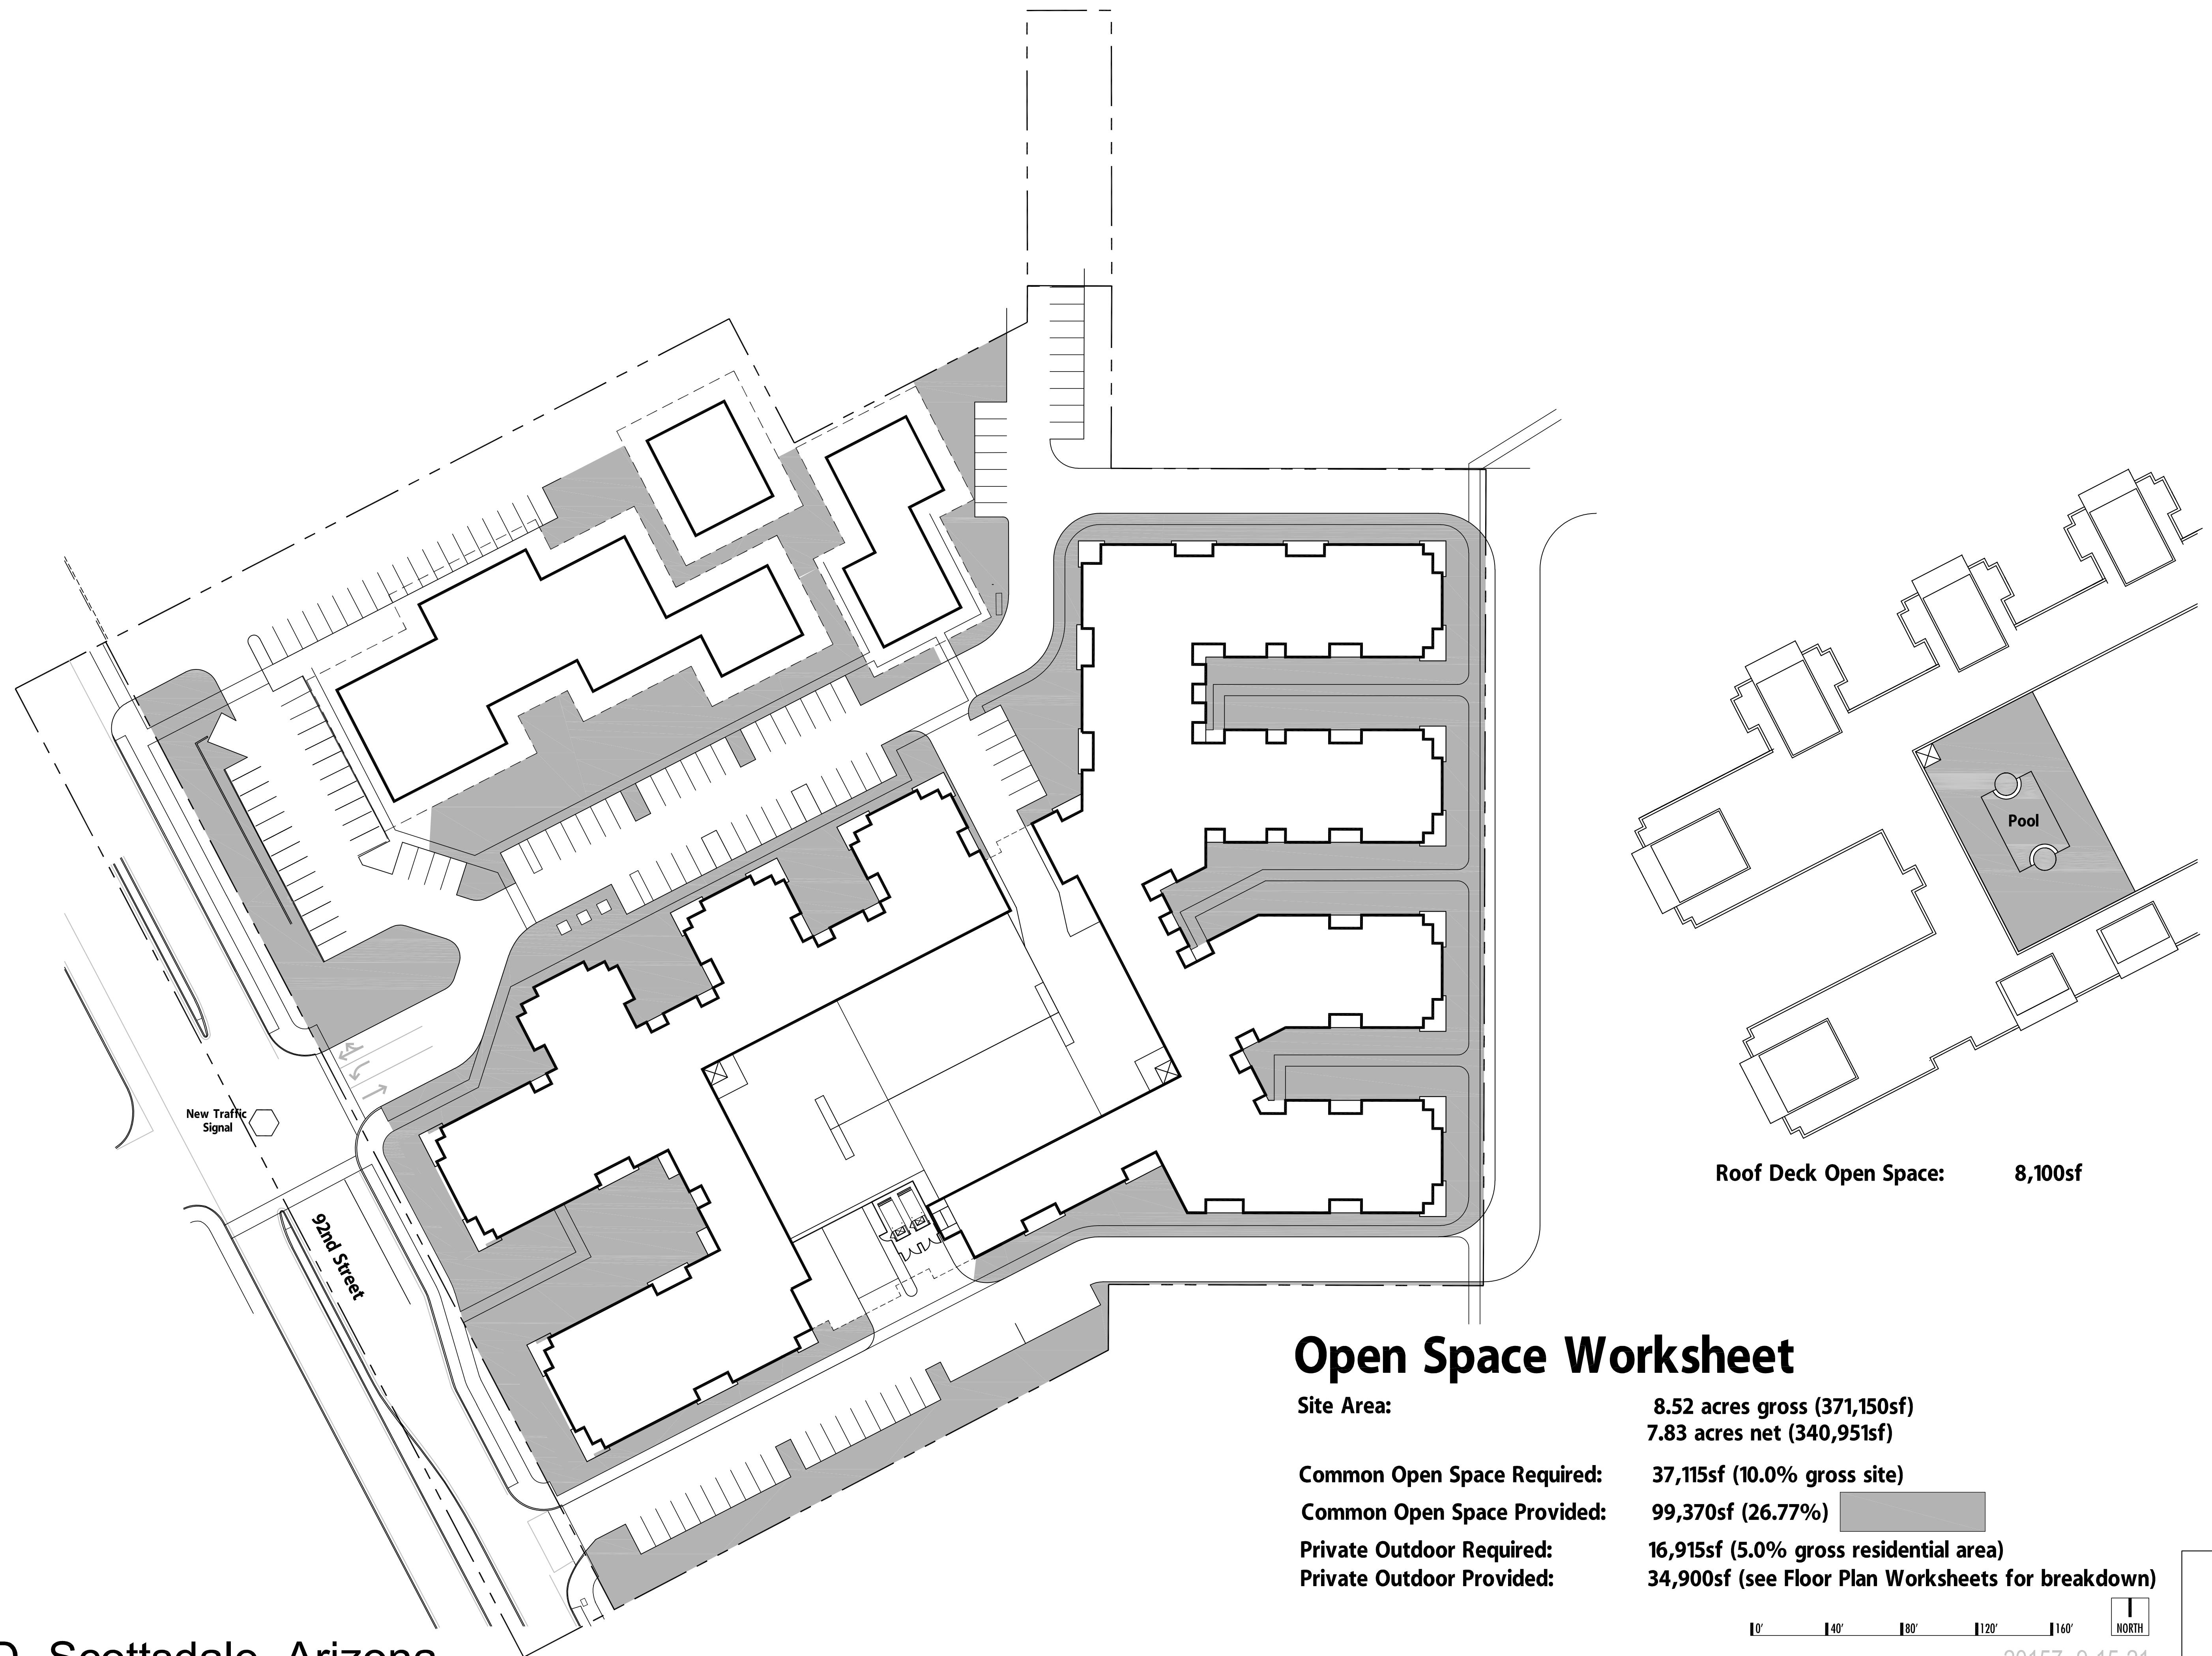 Pool
New Traffic
Signal
92nd Street
Roof Deck Open Space: 8,100sf
Open Space Worksheet
Site Area: 8.52 acres gross (371,150sf)
7.83 acres net (340,951sf)
Common Open Space Required: 37,115sf (10.0% gross site)
Common Open Space Provided: 99,370sf (26.77%)
Private Outdoor Required: 16,915sf (5.0% gross residential area)
Private Outdoor Provided: 34,900sf (see Floor Plan Worksheets for breakdown)
0' 40' 80' 120' 160' NORTH
Scottsdale, Arizona